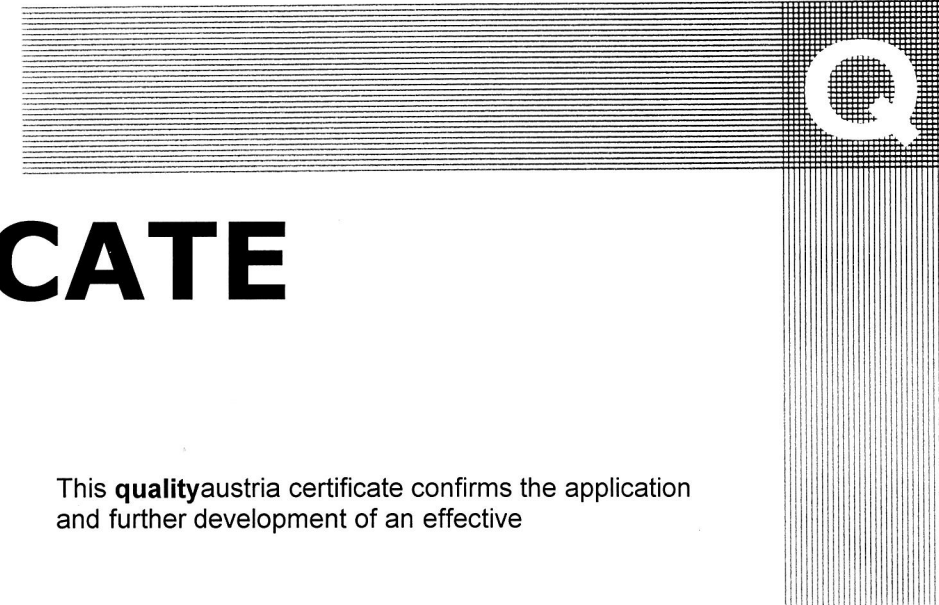 Q
CATE
This qualityaustria certificate confirms the application
and further development of an effective